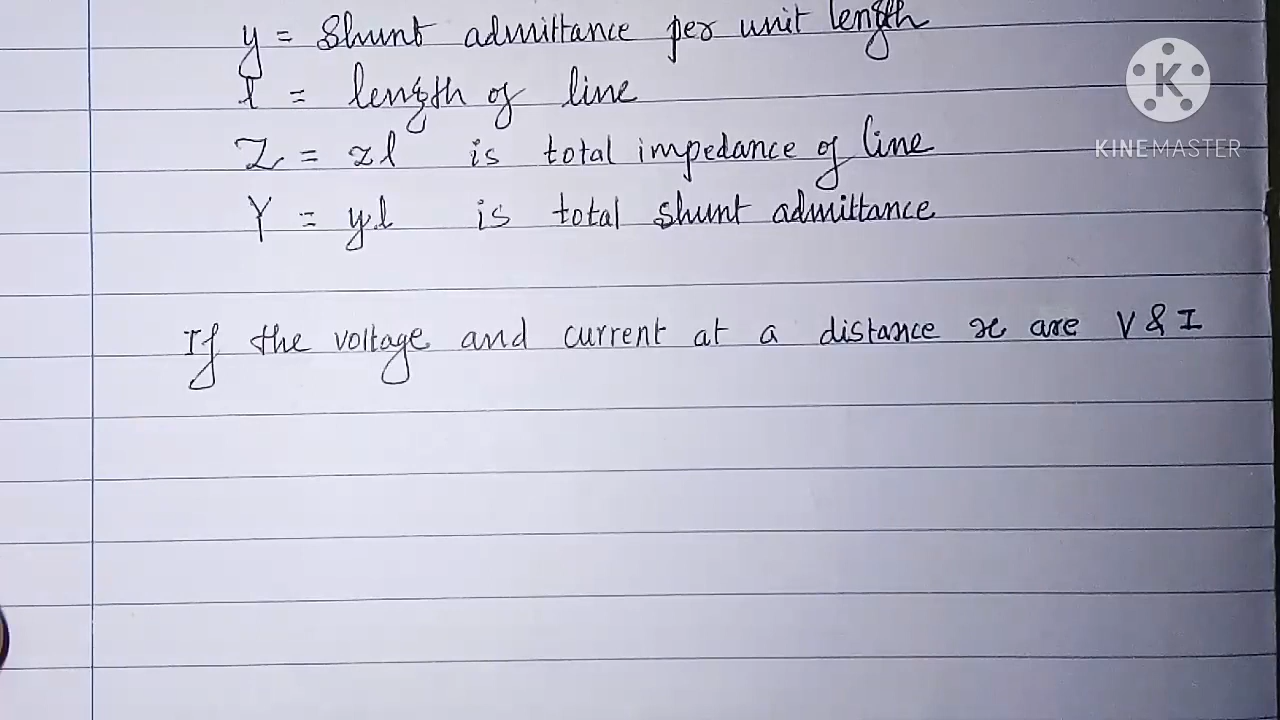 y = Shunt admittance per unit length
l = length of line
Z = zl is total impedance of line
Y = y.l is total shunt admittance
If the voltage and current at a distance x are V & I
K
KINEMASTER